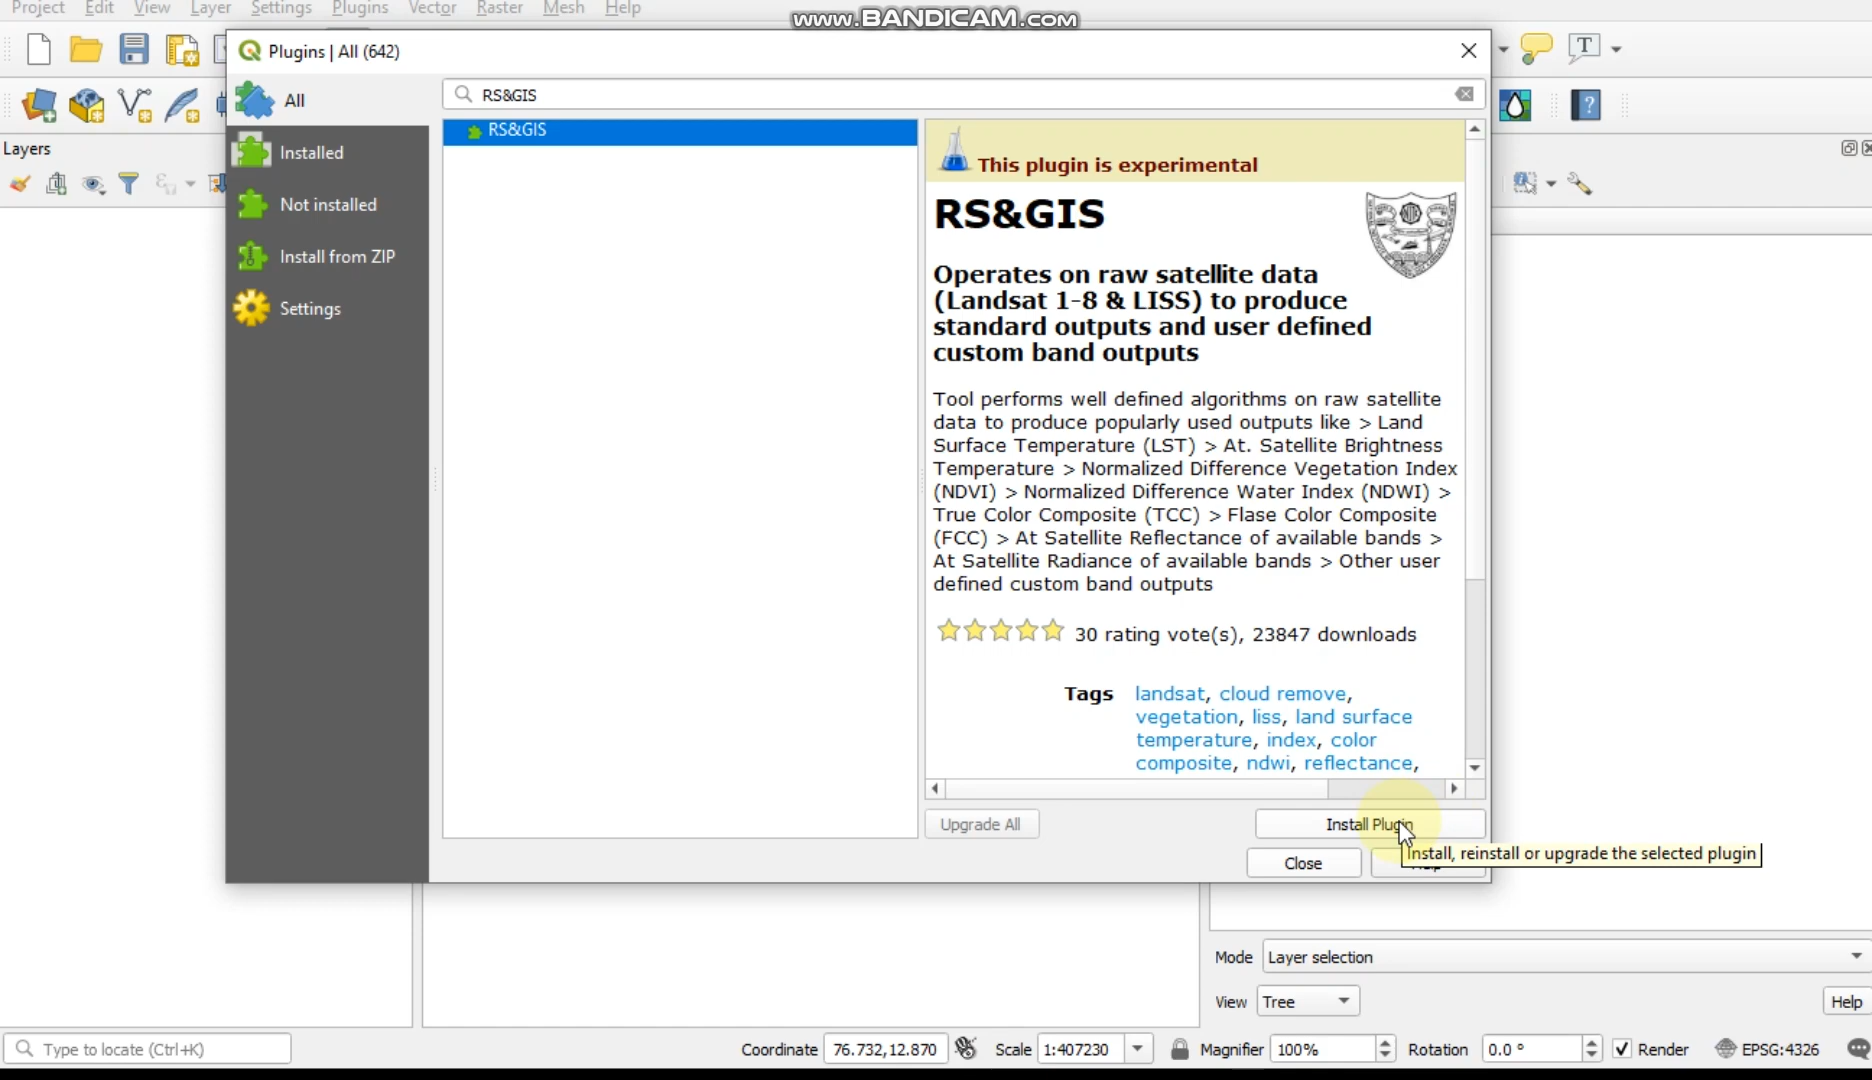 Project Edit View Layer Settings Plugins Vector Raster Mesh Help
www.BANDICAM.com
Plugins | All (642)
All
RS&GIS
Installed
Not installed
Install from ZIP
Settings
Layers
RS&GIS
This plugin is experimental
RS&GIS
Operates on raw satellite data
(Landsat 1-8 & LISS) to produce
standard outputs and user defined
custom band outputs
Tool performs well defined algorithms on raw satellite
data to produce popularly used outputs like > Land
Surface Temperature (LST) > At. Satellite Brightness
Temperature > Normalized Difference Vegetation Index
(NDVI) > Normalized Difference Water Index (NDWI) >
True Color Composite (TCC) > Flase Color Composite
(FCC) > At Satellite Reflectance of available bands >
At Satellite Radiance of available bands > Other user
defined custom band outputs
30 rating vote(s), 23847 downloads
Tags landsat, cloud remove,
vegetation, liss, land surface
temperature, index, color
composite, ndwi, reflectance,
Upgrade All
Install Plugin
Install, reinstall or upgrade the selected plugin
Close
Mode Layer selection
View Tree
Help
Type to locate (Ctrl+K)
Coordinate 76.732,12.870
Scale 1:407230
Magnifier 100%
Rotation 0.0 °
Render
EPSG:4326